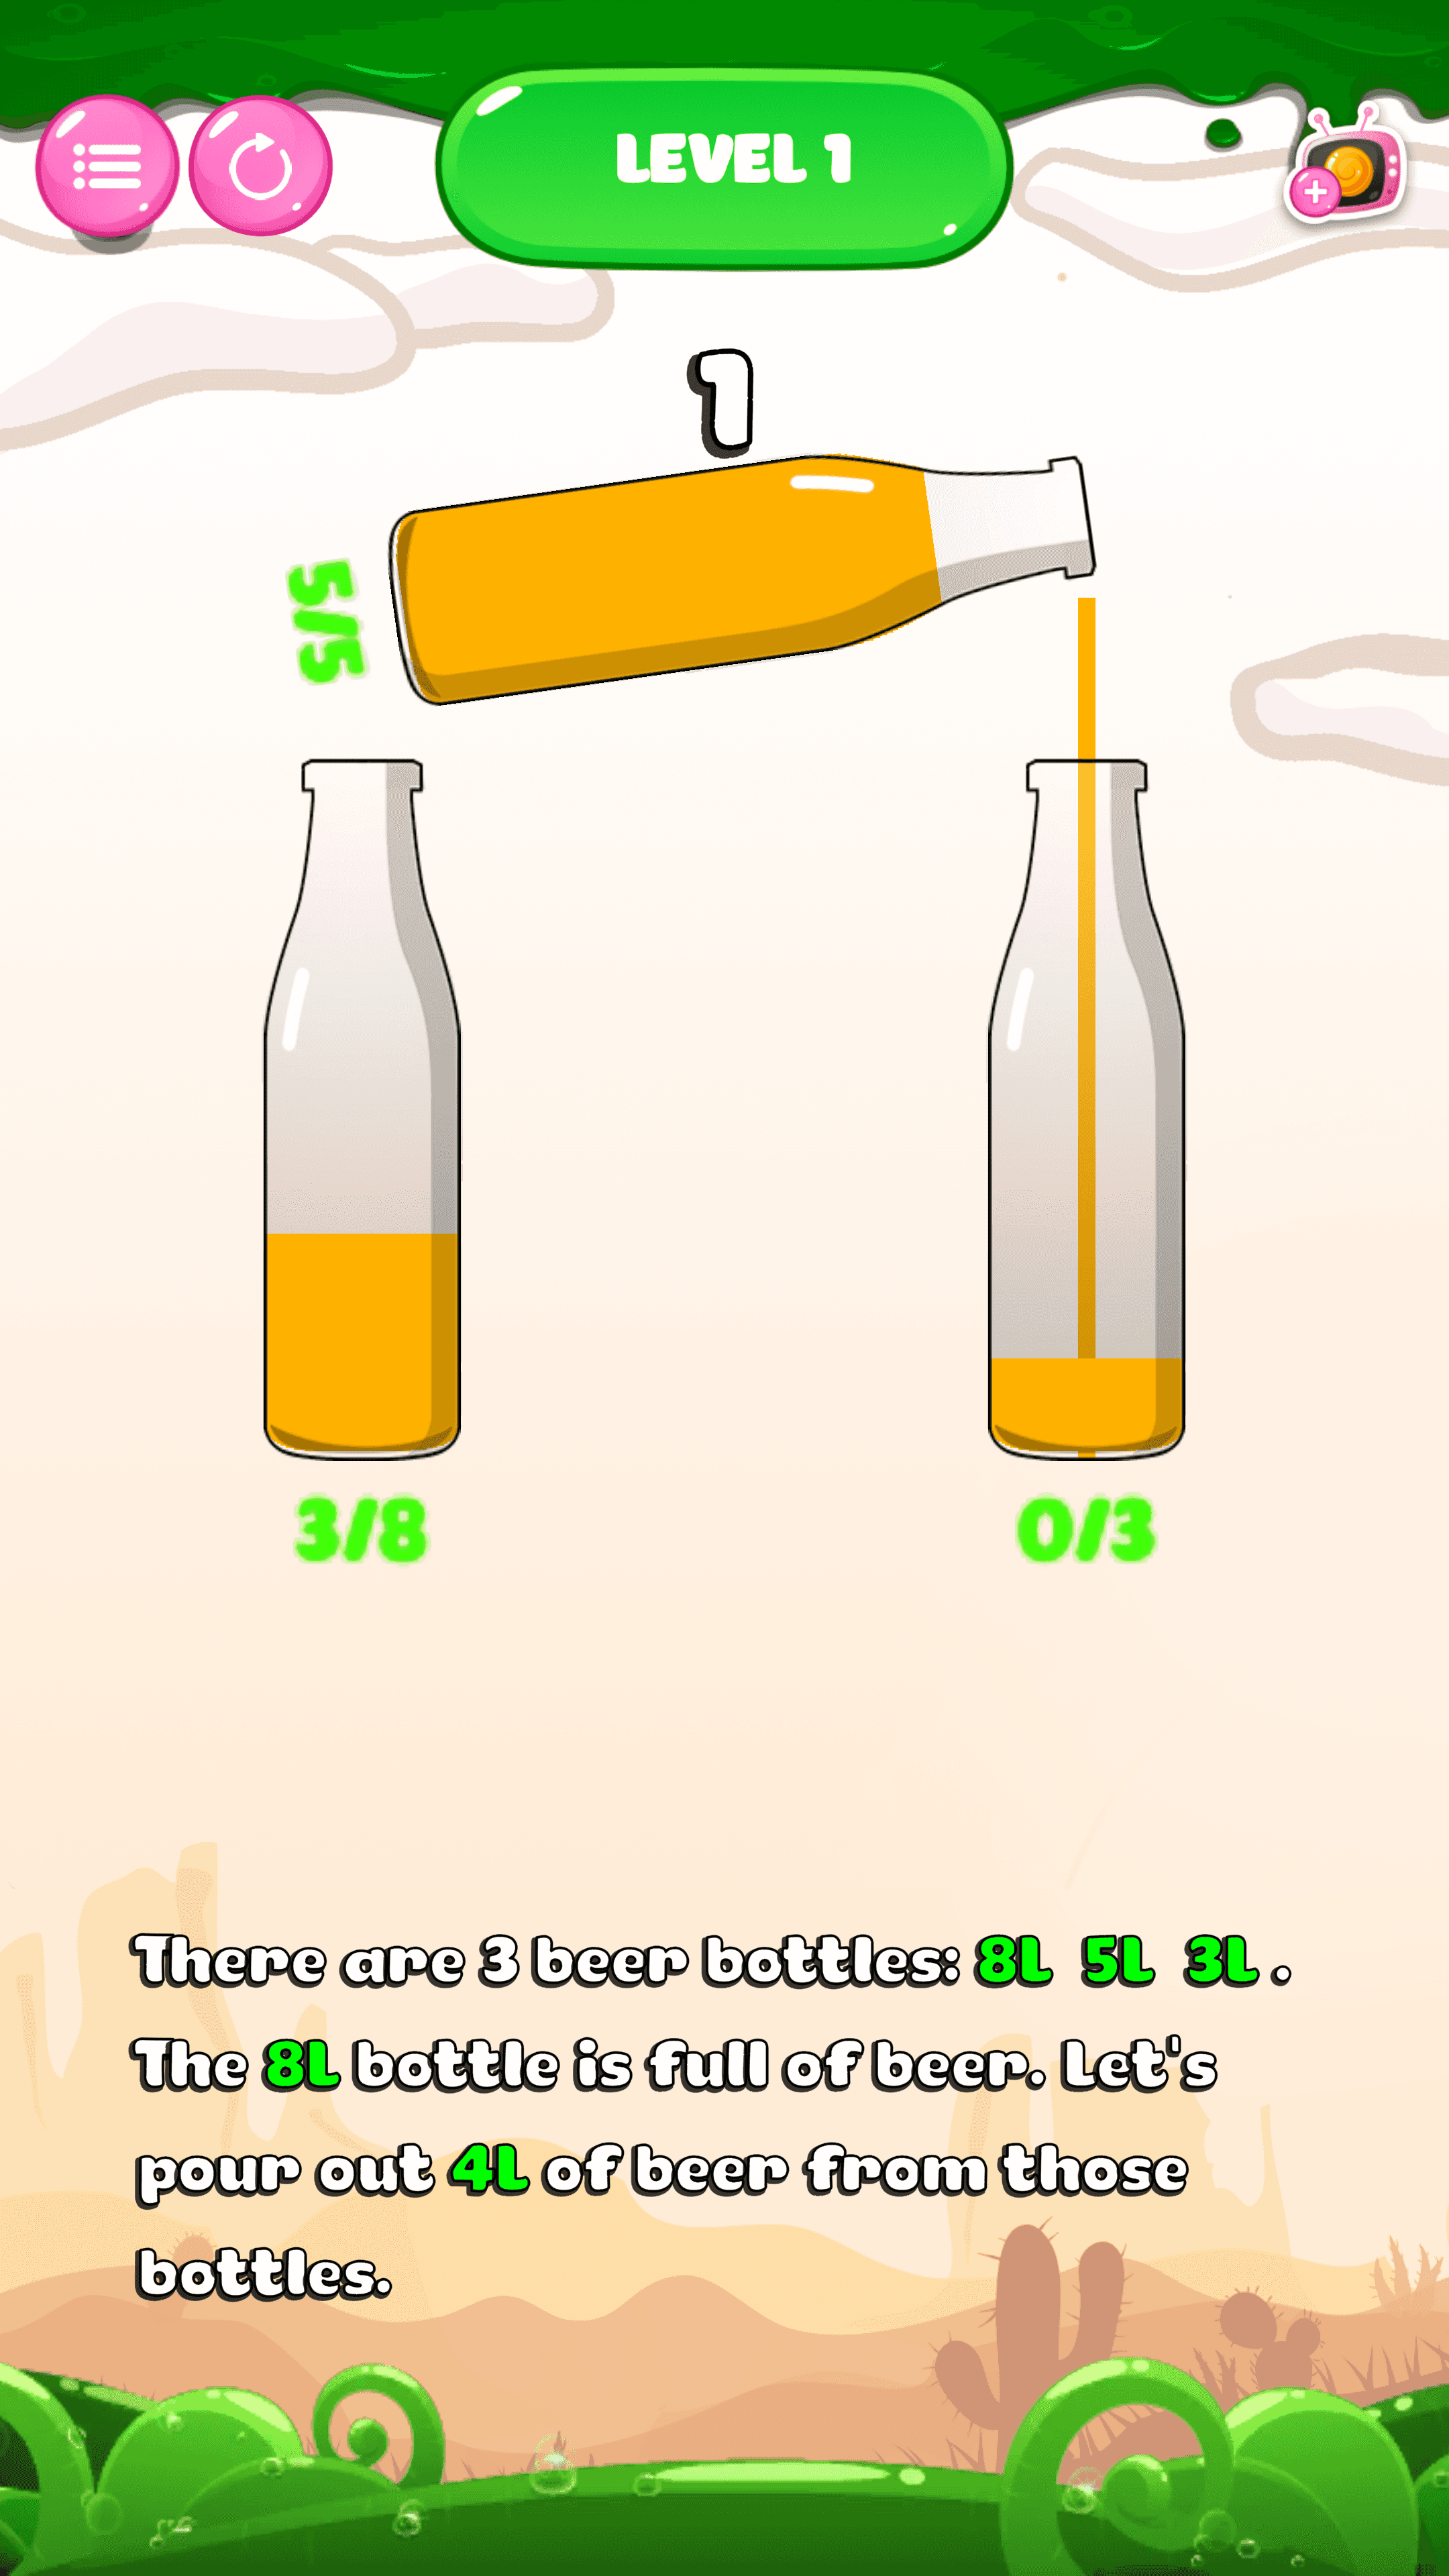 LEVEL 1
1
5/5
3/8
0/3
There are 3 beer bottles: 8L 5L 3L .
The 8L bottle is full of beer. Let's
pour out 4L of beer from those
bottles.